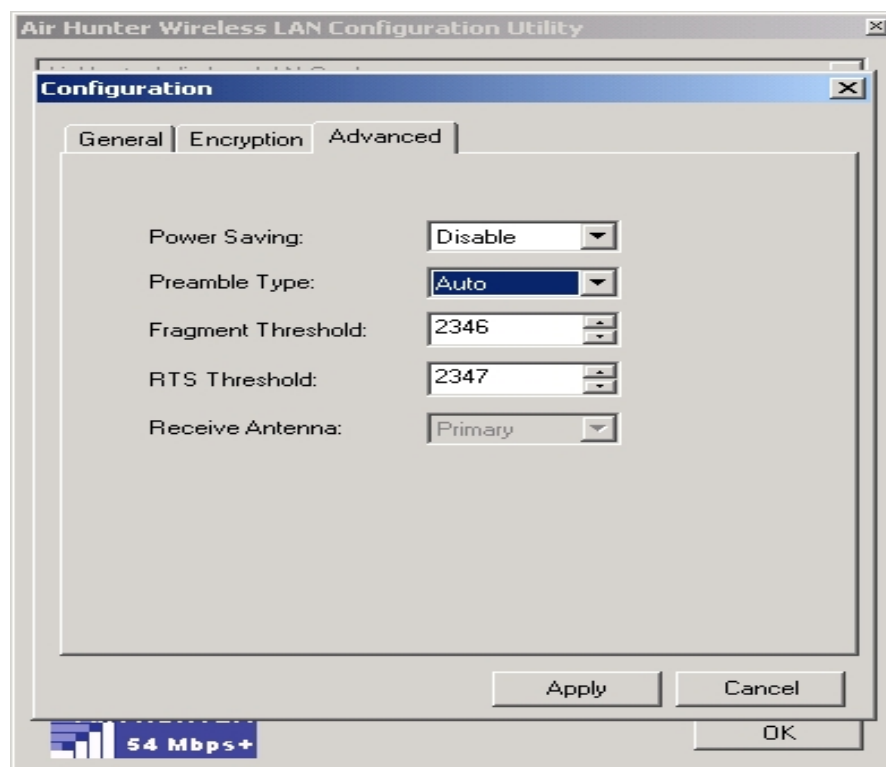 Air Hunter Wireless LAN Configuration Utility
Configuration
General Encryption Advanced
Power Saving: Disable
Preamble Type: Auto
Fragment Threshold: 2346
RTS Threshold: 2347
Receive Antenna: Primary
Apply Cancel
OK
54 Mbps+